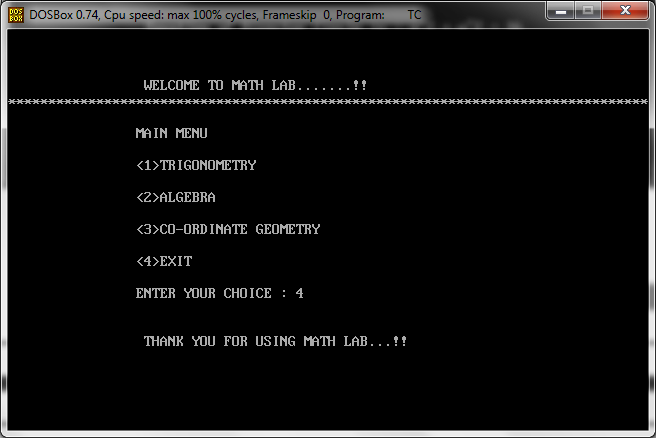 DOS BOX
DOSBox 0.74, Cpu speed: max 100% cycles, Frameskip 0, Program: TC
WELCOME TO MATH LAB.......!!
********************************************************************************
MAIN MENU
<1>TRIGONOMETRY
<2>ALGEBRA
<3>CO-ORDINATE GEOMETRY
<4>EXIT
ENTER YOUR CHOICE : 4
THANK YOU FOR USING MATH LAB...!!